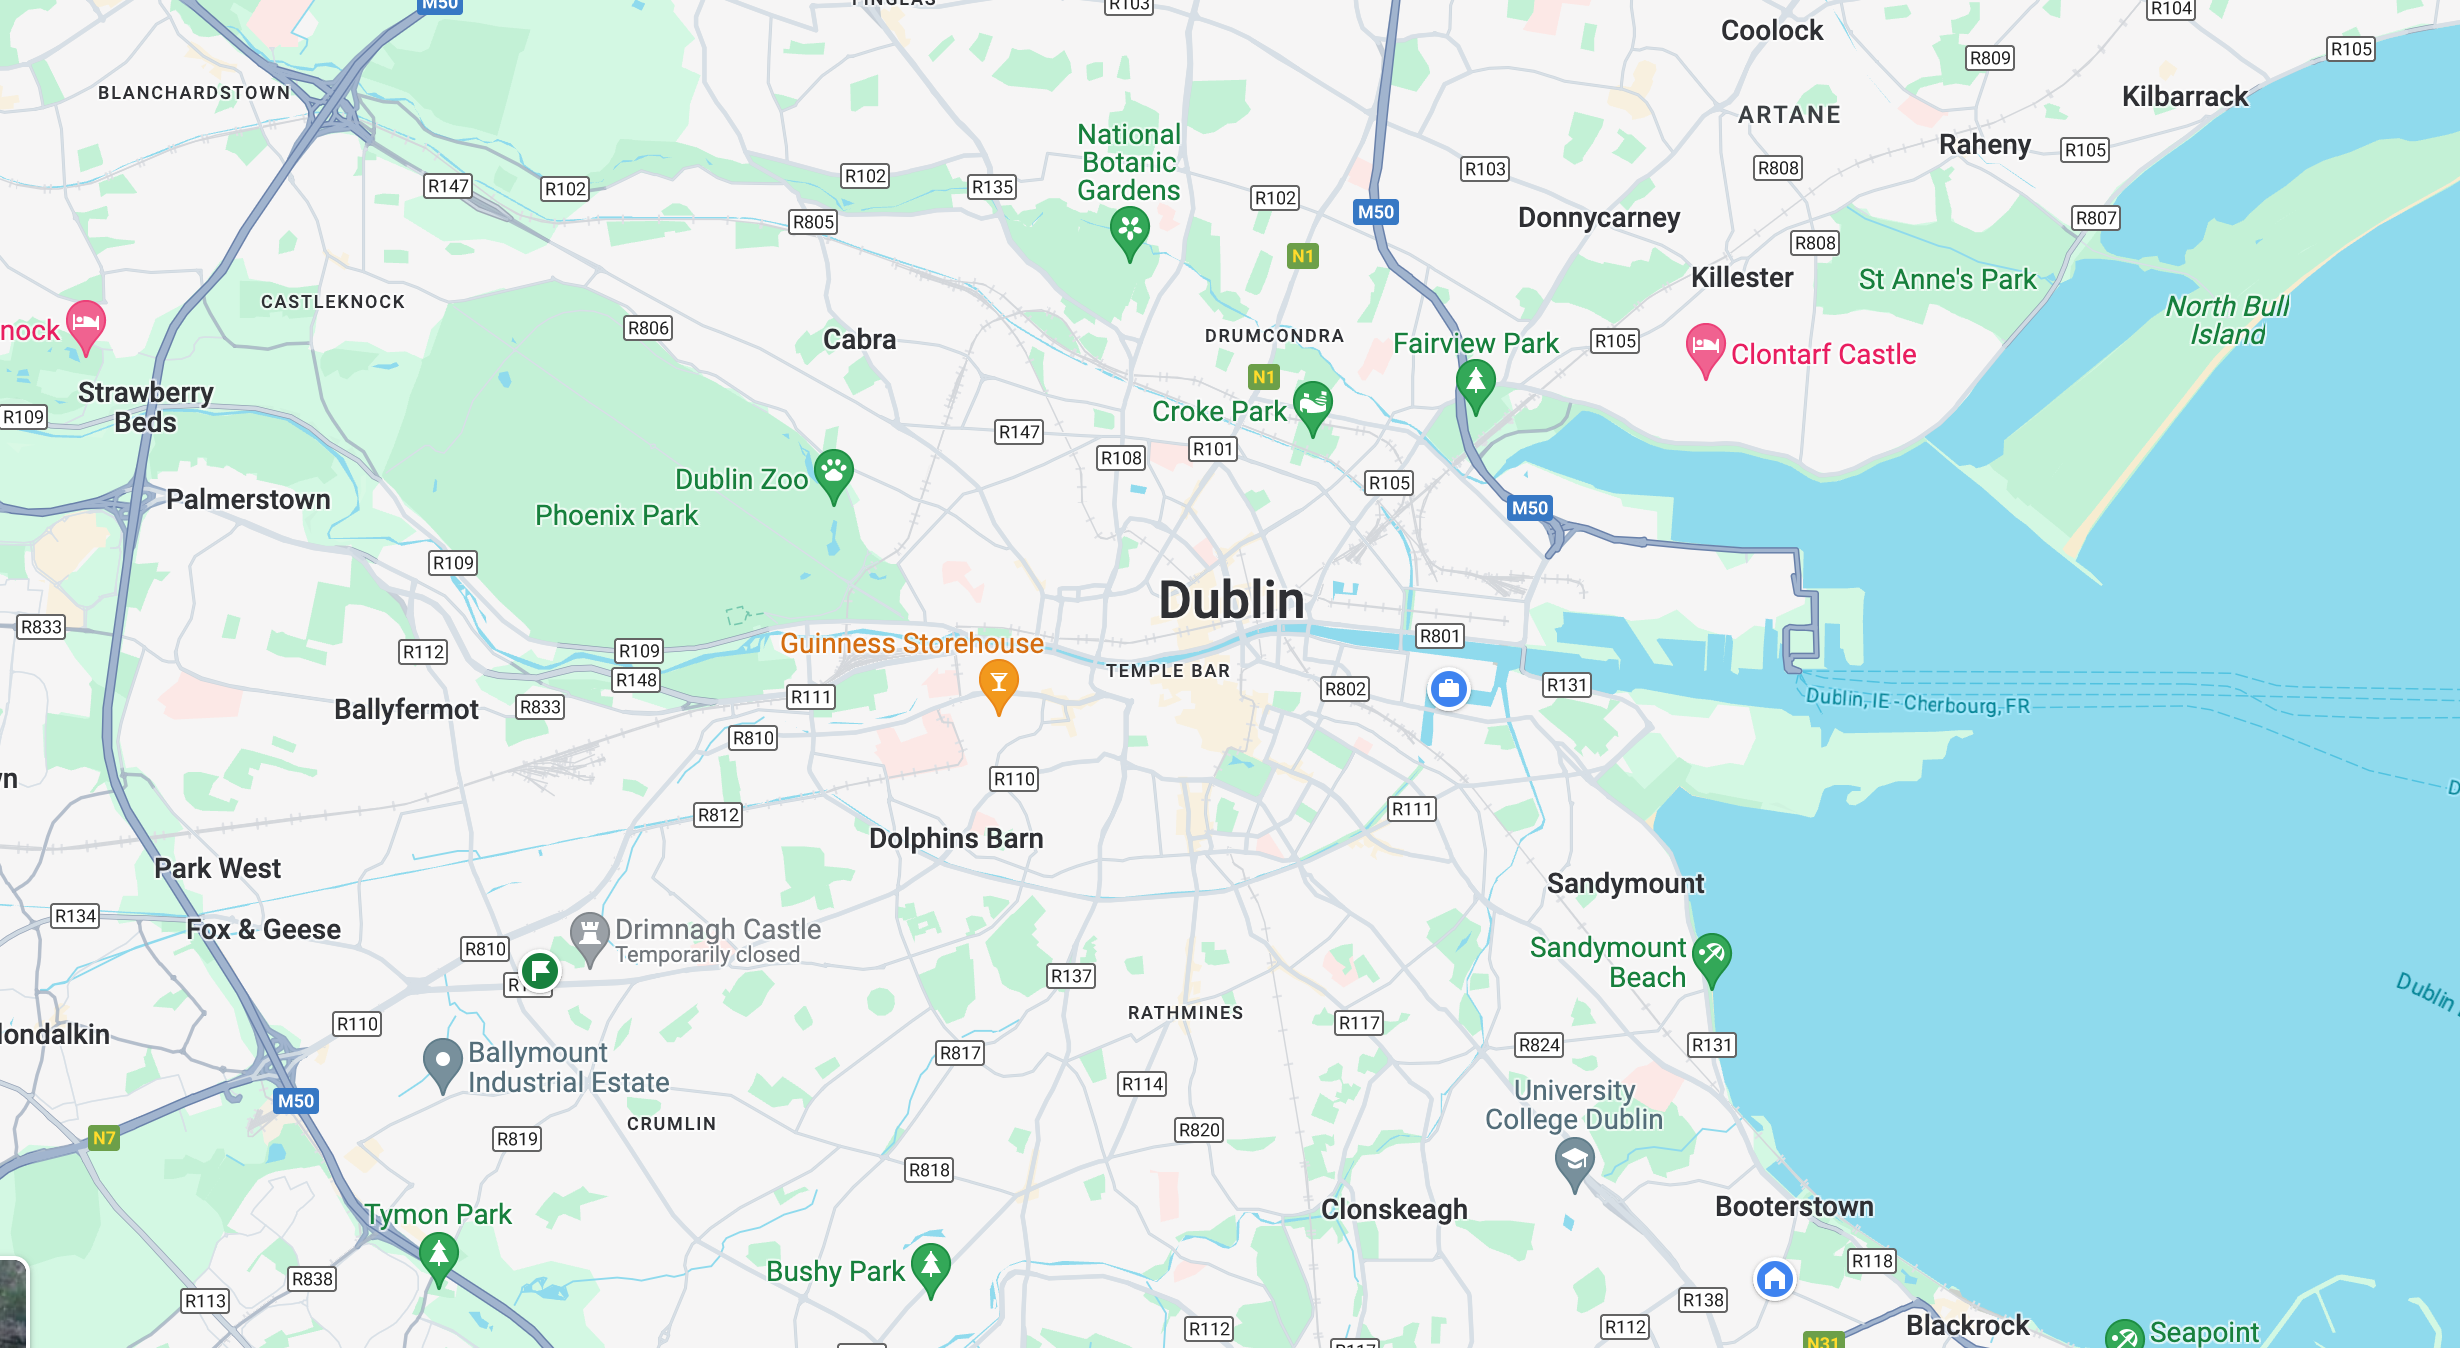 M50
R103
R104
Coolock
R105
R809
BLANCHARDSTOWN
Kilbarrack
ARTANE
National
Botanic
Gardens
Raheny
R105
R147
R102
R102
R135
R102
R103
R808
R805
M50
Donnycarney
R807
R808
N1
Killester
St Anne's Park
CASTLEKNOCK
North Bull
Island
R806
Cabra
DRUMCONDRA
Fairview Park
R105
Clontarf Castle
nock
Strawberry
Beds
R109
N1
Croke Park
R147
R108
R101
Dublin Zoo
R105
Palmerstown
Phoenix Park
M50
R109
Dublin
R833
R112
R109
Guinness Storehouse
R801
TEMPLE BAR
R148
R111
R802
R131
Dublin, IE - Cherbourg, FR
Ballyfermot
R833
R810
R110
R812
R111
Dolphins Barn
Park West
Sandymount
R134
Fox & Geese
Drimnagh Castle
Temporarily closed
R810
Sandymount
Beach
R137
Dublin
londalkin
R110
RATHMINES
R117
R824
R131
Ballymount
Industrial Estate
R817
R114
University
College Dublin
M50
N7
CRUMLIN
R819
R820
R818
Clonskeagh
Booterstown
Tymon Park
Bushy Park
R118
R838
R113
R138
R112
R112
N31
Blackrock
Seapoint